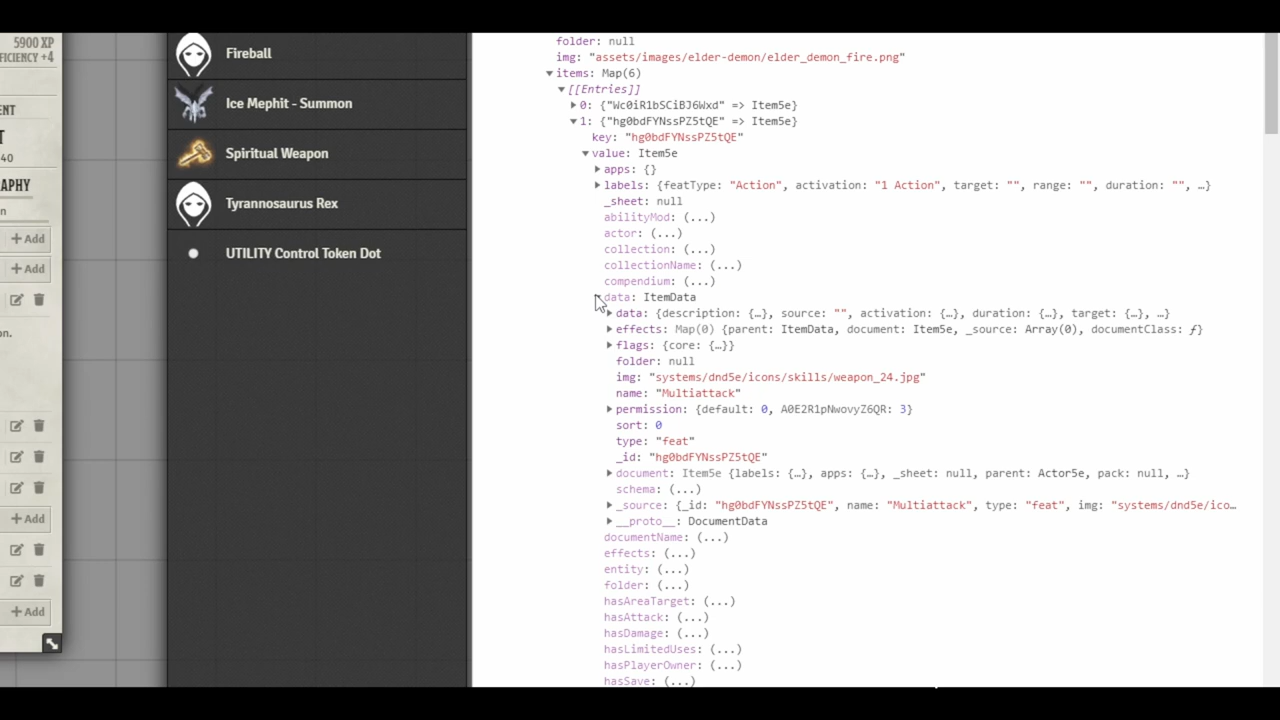 5900 XP
FICIENCY +4
ENT
T
40
APHY
n
+ Add
+ Add
on.
+ Add
+ Add
Fireball
Ice Mephit - Summon
Spiritual Weapon
Tyrannosaurus Rex
UTILITY Control Token Dot
folder: null
img: "assets/images/elder-demon/elder_demon_fire.png"
▼items: Map(6)
▼[[Entries]]
▶0: {"Wc0iR1bSCiBJ6Wxd" => Item5e}
▼1: {"hg0bdFYNssPZ5tQE" => Item5e}
key: "hg0bdFYNssPZ5tQE"
▼value: Item5e
▶apps: {}
▶labels: {featType: "Action", activation: "1 Action", target: "", range: "", duration: "", …}
_sheet: null
abilityMod: (...)
actor: (...)
collection: (...)
collectionName: (...)
compendium: (...)
data: ItemData
▶data: {description: {…}, source: "", activation: {…}, duration: {…}, target: {…}, …}
▶effects: Map(0) {parent: ItemData, document: Item5e, _source: Array(0), documentClass: ƒ}
▶flags: {core: {…}}
folder: null
img: "systems/dnd5e/icons/skills/weapon_24.jpg"
name: "Multiattack"
▶permission: {default: 0, A0E2R1pNwovyZ6QR: 3}
sort: 0
type: "feat"
_id: "hg0bdFYNssPZ5tQE"
▶document: Item5e {labels: {…}, apps: {…}, _sheet: null, parent: Actor5e, pack: null, …}
schema: (...)
▶_source: {_id: "hg0bdFYNssPZ5tQE", name: "Multiattack", type: "feat", img: "systems/dnd5e/ico…
▶__proto__: DocumentData
documentName: (...)
effects: (...)
entity: (...)
folder: (...)
hasAreaTarget: (...)
hasAttack: (...)
hasDamage: (...)
hasLimitedUses: (...)
hasPlayerOwner: (...)
hasSave: (...)